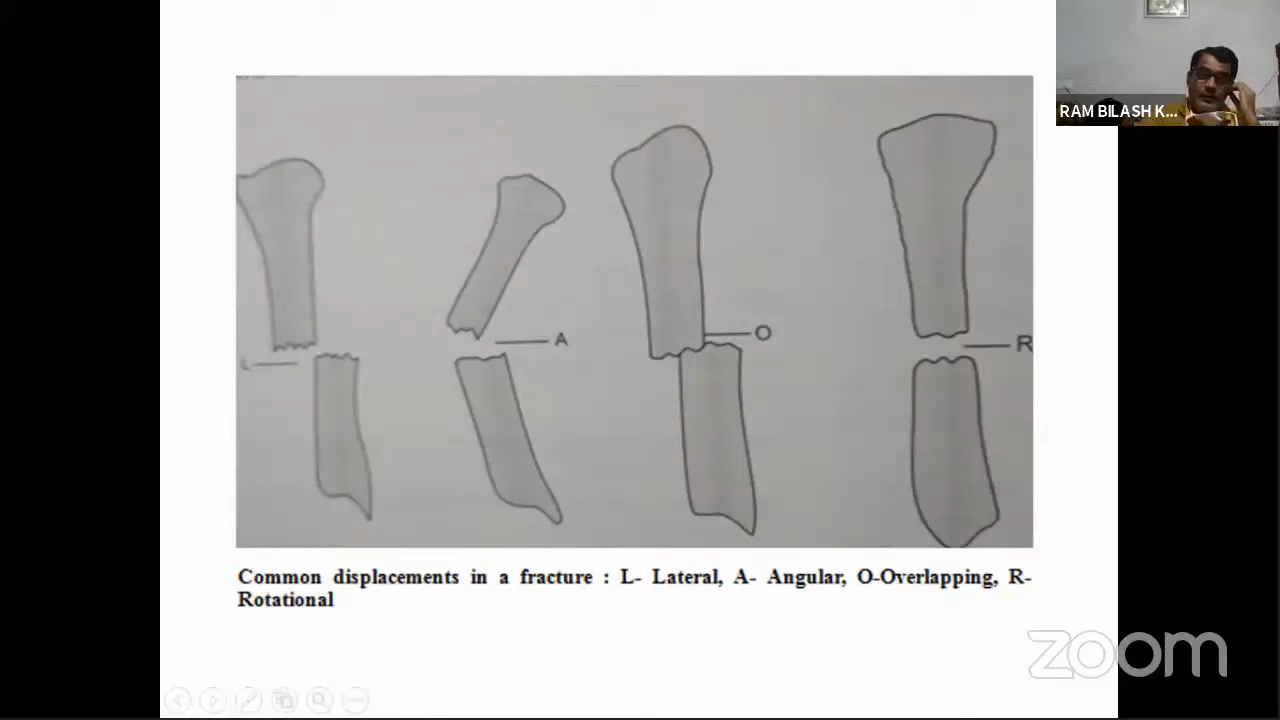 RAM BILASH K...
L
A
O
R
Common displacements in a fracture : L- Lateral, A- Angular, O-Overlapping, R-
Rotational
zoom